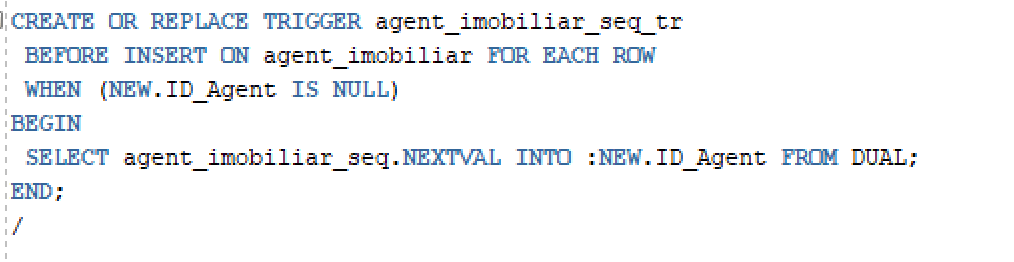 CREATE OR REPLACE TRIGGER agent_imobiliar_seq_tr
BEFORE INSERT ON agent_imobiliar FOR EACH ROW
WHEN (NEW.ID_Agent IS NULL)
BEGIN
SELECT agent_imobiliar_seq.NEXTVAL INTO :NEW.ID_Agent FROM DUAL;
END;
/